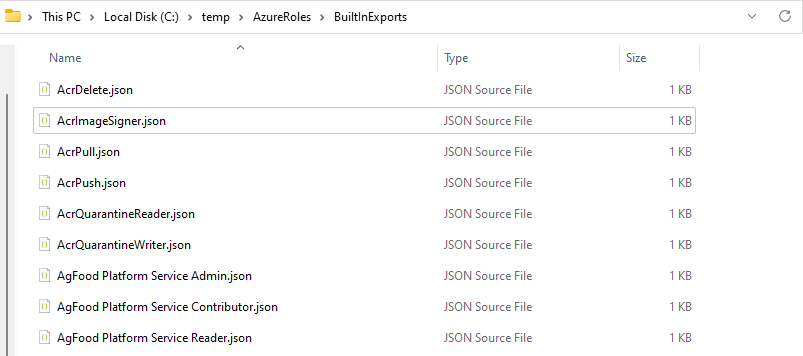 This PC > Local Disk (C:) > temp > AzureRoles > BuiltInExports
Name Type Size
AcrDelete.json JSON Source File 1 KB
AcrImageSigner.json JSON Source File 1 KB
AcrPull.json JSON Source File 1 KB
AcrPush.json JSON Source File 1 KB
AcrQuarantineReader.json JSON Source File 1 KB
AcrQuarantineWriter.json JSON Source File 1 KB
AgFood Platform Service Admin.json JSON Source File 1 KB
AgFood Platform Service Contributor.json JSON Source File 1 KB
AgFood Platform Service Reader.json JSON Source File 1 KB